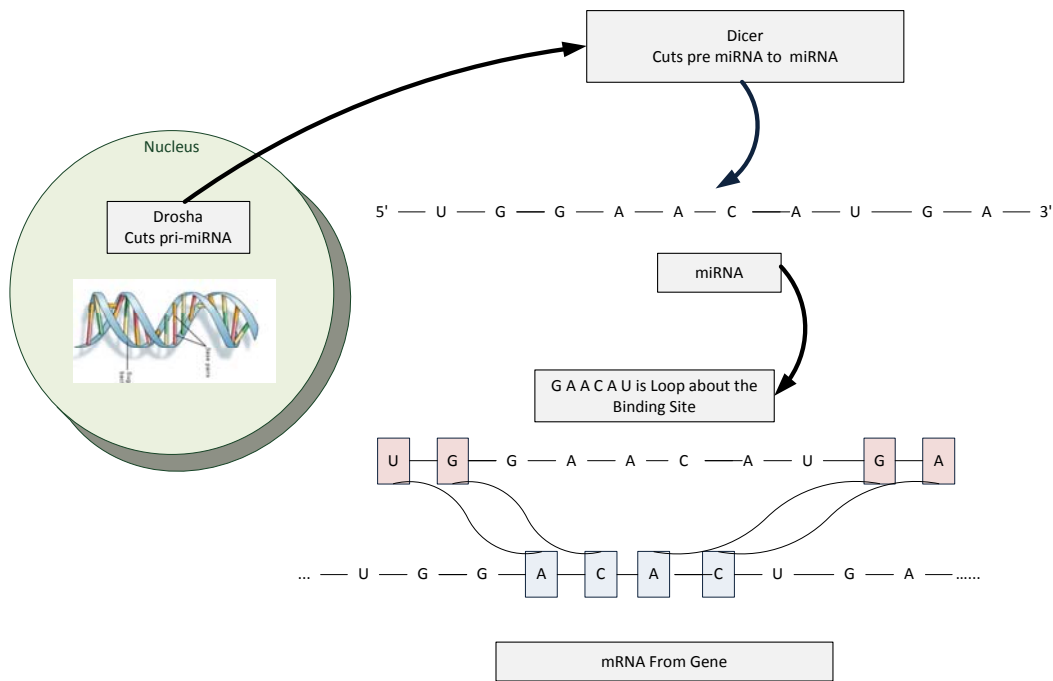 Dicer
Cuts pre miRNA to miRNA
Nucleus
Drosha
Cuts pri-miRNA
5' U G G A A C A U G A 3'
miRNA
G A A C A U is Loop about the
Binding Site
U G G A A C A U G A
... U G G A C A C U G A ......
mRNA From Gene